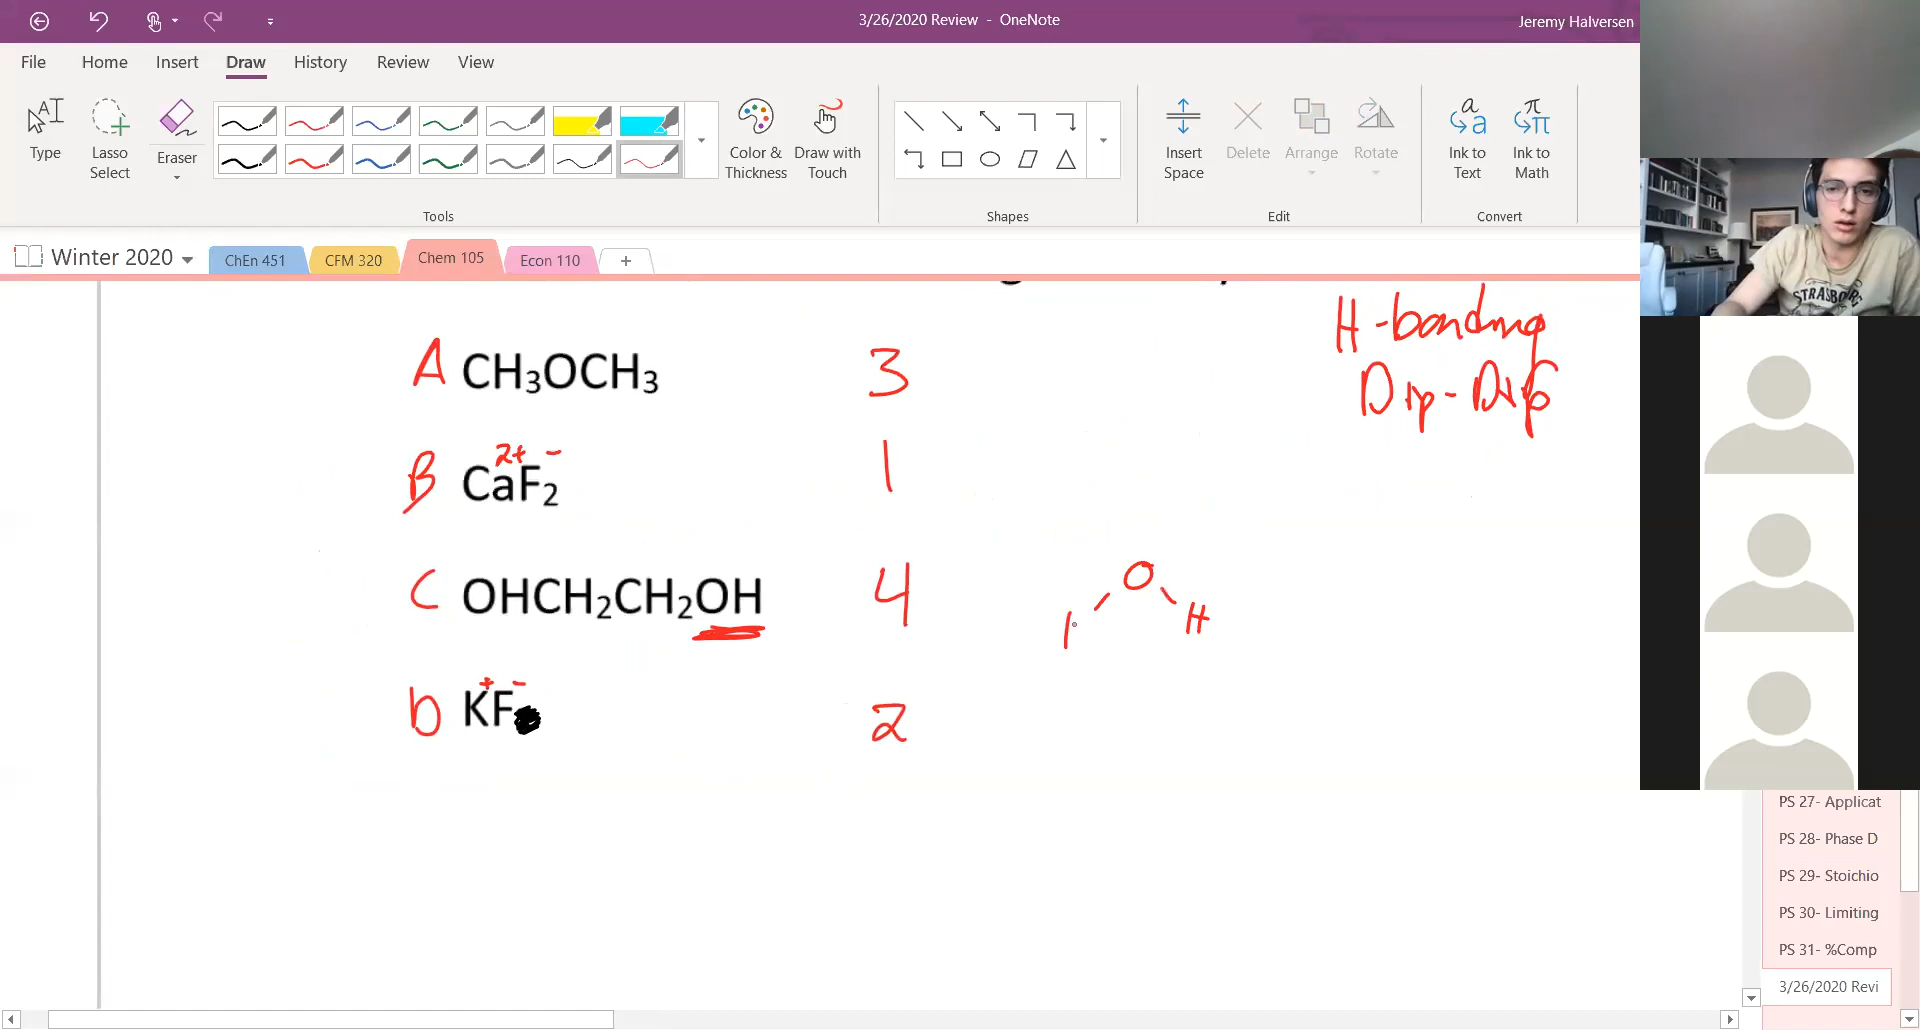 3/26/2020 Review - OneNote
Jeremy Halversen
File Home Insert Draw History Review View
Type
Lasso Select
Eraser
Color & Thickness
Draw with Touch
Insert Space
Delete
Arrange
Rotate
Ink to Text
Ink to Math
Tools
Shapes
Edit
Convert
Winter 2020
ChEn 451
CFM 320
Chem 105
Econ 110
STRASBOURG
H-bonding
Dip-Dip
A CH₃OCH₃ 3
2+ -
B CaF₂ 1
O
C OHCH₂CH₂OH 4
H
+ -
D KF 2
PS 27- Applicat
PS 28- Phase D
PS 29- Stoichio
PS 30- Limiting
PS 31- %Comp
3/26/2020 Revi